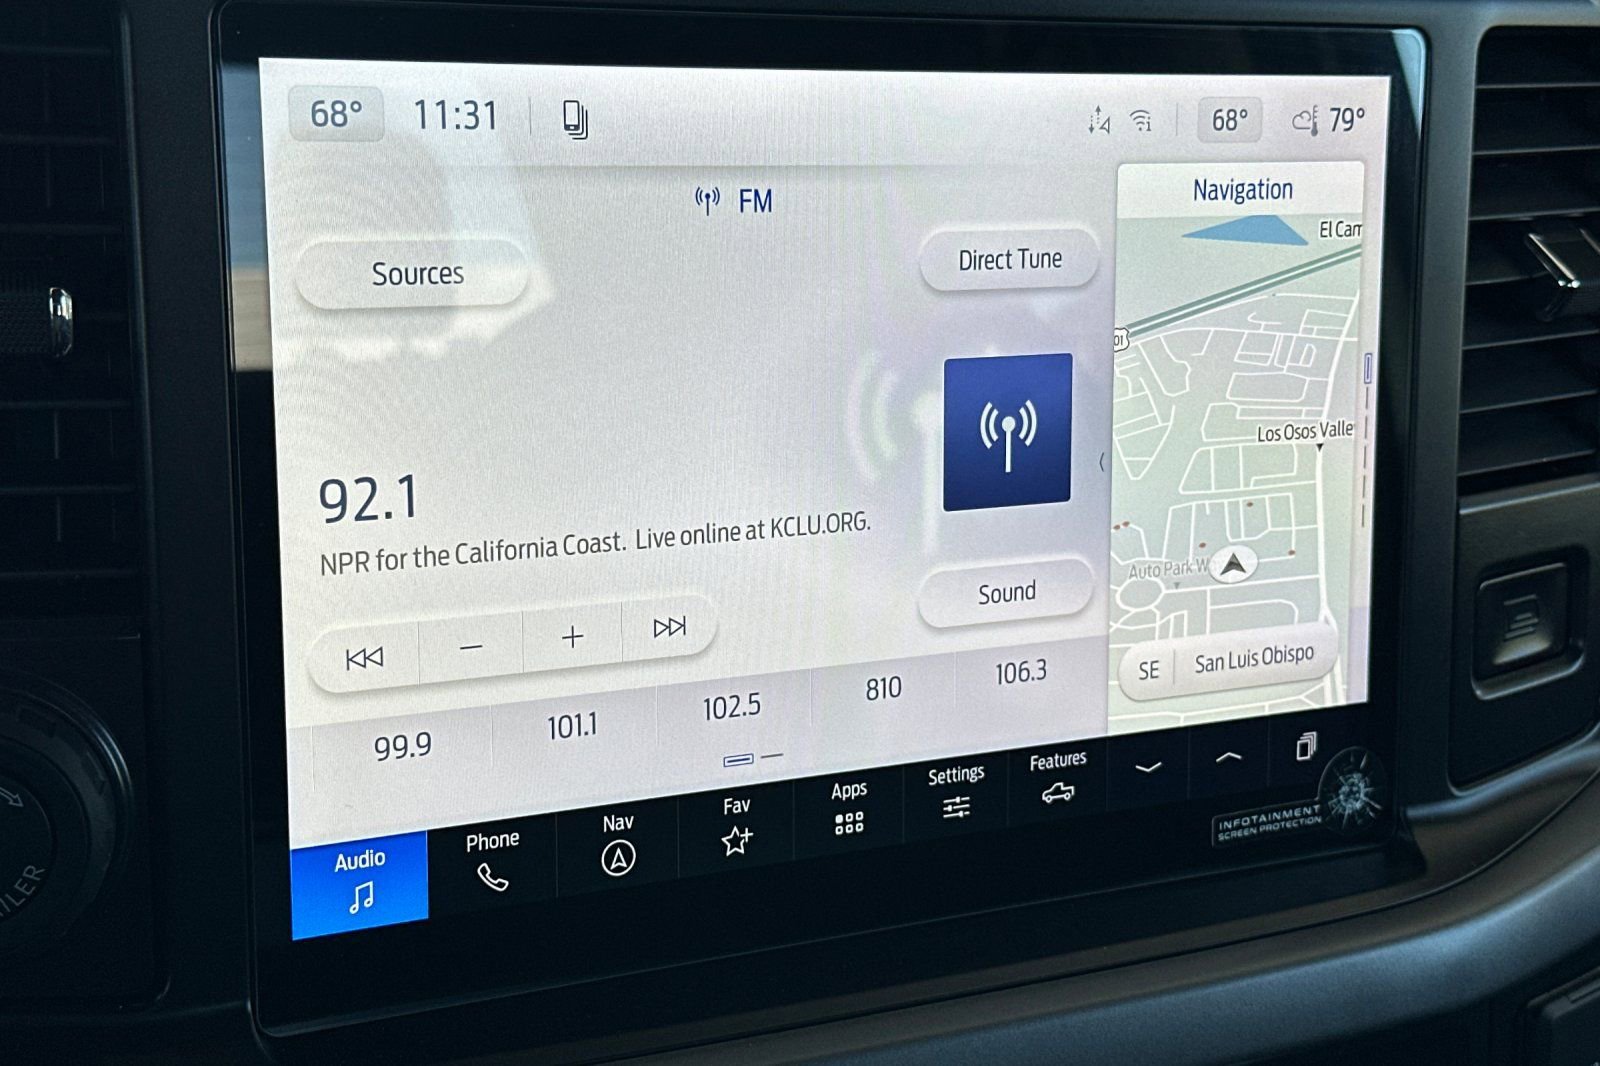 68° 11:31
68° 79°
FM
Navigation
Sources
Direct Tune
El Cam
01
Los Osos Valle
92.1
NPR for the California Coast. Live online at KCLU.ORG.
Auto Park W
Sound
SE San Luis Obispo
99.9 101.1 102.5 810 106.3
Audio Phone Nav Fav Apps Settings Features
INFOTAINMENT
SCREEN PROTECTION
ILER